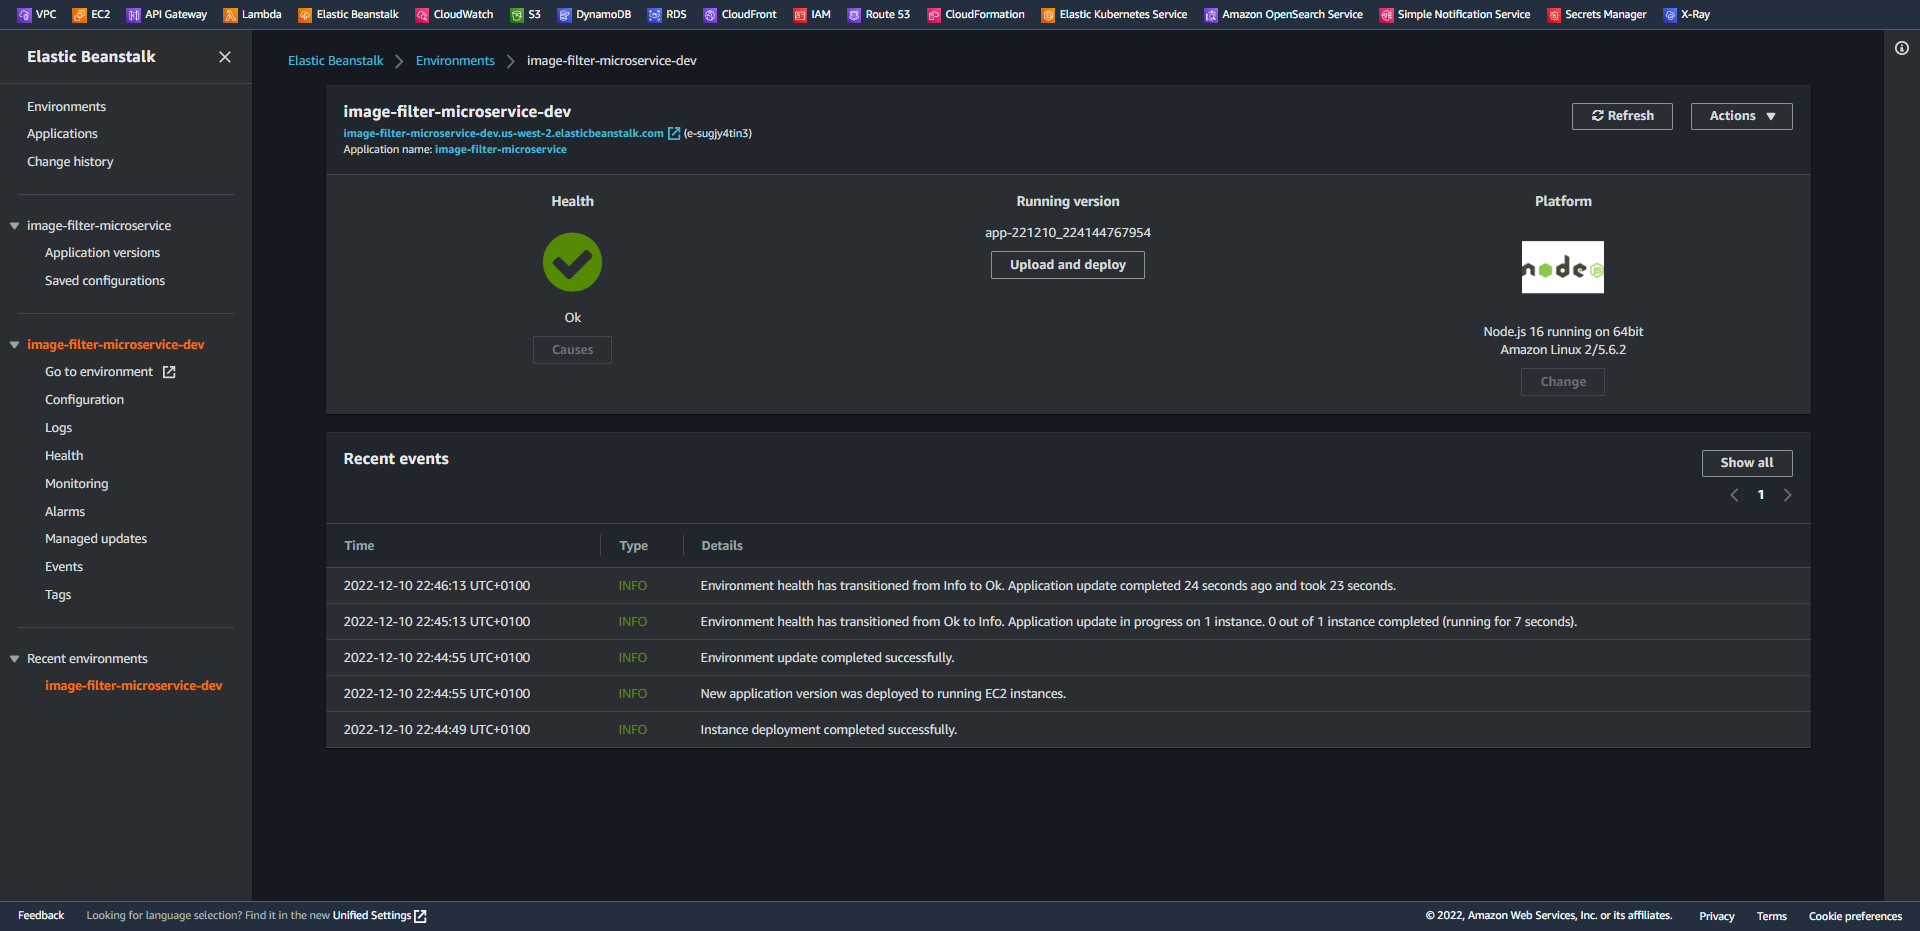 VPC EC2 API Gateway Lambda Elastic Beanstalk CloudWatch S3 DynamoDB RDS CloudFront IAM Route 53 CloudFormation Elastic Kubernetes Service Amazon OpenSearch Service Simple Notification Service Secrets Manager X-Ray
Elastic Beanstalk
Environments
Applications
Change history
image-filter-microservice
Application versions
Saved configurations
image-filter-microservice-dev
Go to environment
Configuration
Logs
Health
Monitoring
Alarms
Managed updates
Events
Tags
Recent environments
image-filter-microservice-dev
Elastic Beanstalk Environments image-filter-microservice-dev
image-filter-microservice-dev
image-filter-microservice-dev.us-west-2.elasticbeanstalk.com (e-sugjy4tin3)
Application name: image-filter-microservice
Refresh Actions
Health
Ok
Causes
Running version
app-221210_224144767954
Upload and deploy
Platform
node JS
Node.js 16 running on 64bit
Amazon Linux 2/5.6.2
Change
Recent events
Show all
1
Time Type Details
2022-12-10 22:46:13 UTC+0100 INFO Environment health has transitioned from Info to Ok. Application update completed 24 seconds ago and took 23 seconds.
2022-12-10 22:45:13 UTC+0100 INFO Environment health has transitioned from Ok to Info. Application update in progress on 1 instance. 0 out of 1 instance completed (running for 7 seconds).
2022-12-10 22:44:55 UTC+0100 INFO Environment update completed successfully.
2022-12-10 22:44:55 UTC+0100 INFO New application version was deployed to running EC2 instances.
2022-12-10 22:44:49 UTC+0100 INFO Instance deployment completed successfully.
Feedback Looking for language selection? Find it in the new Unified Settings © 2022, Amazon Web Services, Inc. or its affiliates. Privacy Terms Cookie preferences